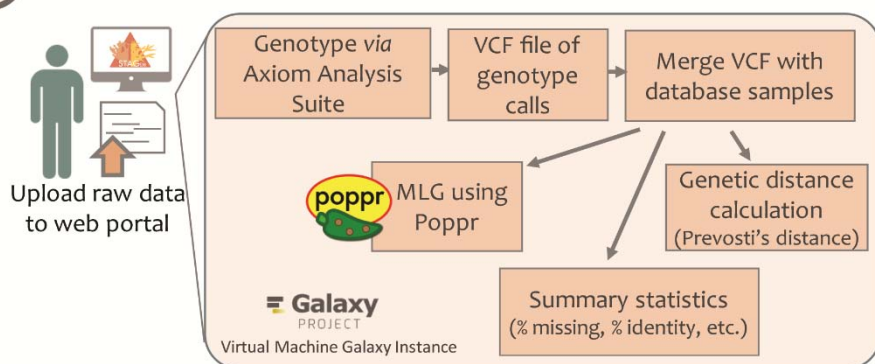 STAG
Upload raw data
to web portal
Genotype via
Axiom Analysis
Suite
VCF file of
genotype
calls
Merge VCF with
database samples
poppr
MLG using
Poppr
Genetic distance
calculation
(Prevosti's distance)
Summary statistics
(% missing, % identity, etc.)
Galaxy
PROJECT
Virtual Machine Galaxy Instance